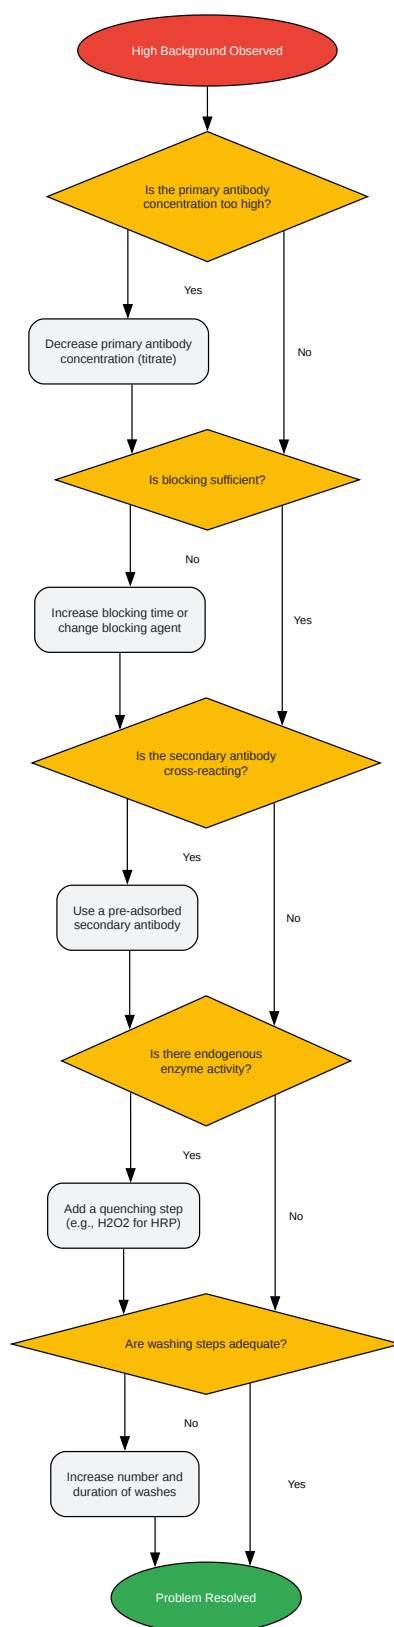 High Background Observed
Is the primary antibody
concentration too high?
Yes
Decrease primary antibody
concentration (titrate)
No
Is blocking sufficient?
No
Increase blocking time or
change blocking agent
Yes
Is the secondary antibody
cross-reacting?
Yes
Use a pre-adsorbed
secondary antibody
No
Is there endogenous
enzyme activity?
Yes
Add a quenching step
(e.g., H2O2 for HRP)
No
Are washing steps adequate?
No
Increase number and
duration of washes
Yes
Problem Resolved